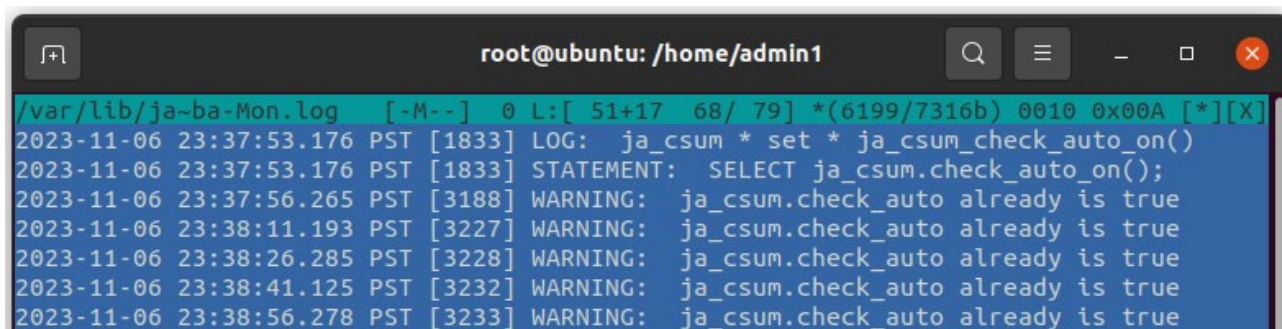 root@ubuntu: /home/admin1
/var/lib/ja~ba-Mon.log   [-M--]  0 L:[ 51+17  68/ 79] *(6199/7316b) 0010 0x00A [*][X]
2023-11-06 23:37:53.176 PST [1833] LOG:  ja_csum * set * ja_csum_check_auto_on()
2023-11-06 23:37:53.176 PST [1833] STATEMENT:  SELECT ja_csum.check_auto_on();
2023-11-06 23:37:56.265 PST [3188] WARNING:  ja_csum.check_auto already is true
2023-11-06 23:38:11.193 PST [3227] WARNING:  ja_csum.check_auto already is true
2023-11-06 23:38:26.285 PST [3228] WARNING:  ja_csum.check_auto already is true
2023-11-06 23:38:41.125 PST [3232] WARNING:  ja_csum.check_auto already is true
2023-11-06 23:38:56.278 PST [3233] WARNING:  ja_csum.check_auto already is true